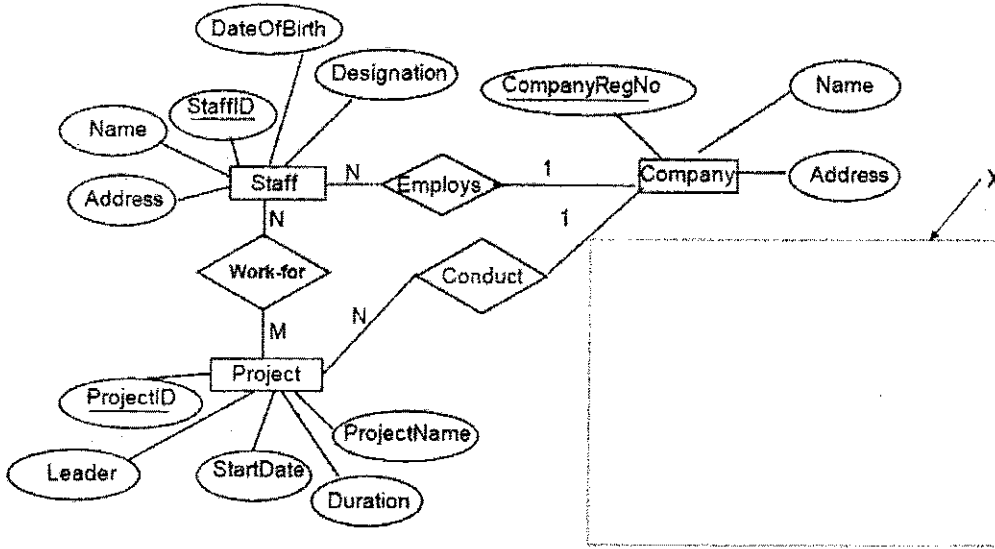 DateOfBirth
Designation
CompanyRegNo
Name
StaffID
Name
Address
Staff
N
Employs
1
Company
Address
X
N
1
Work-for
Conduct
N
M
Project
ProjectID
ProjectName
Leader
StartDate
Duration